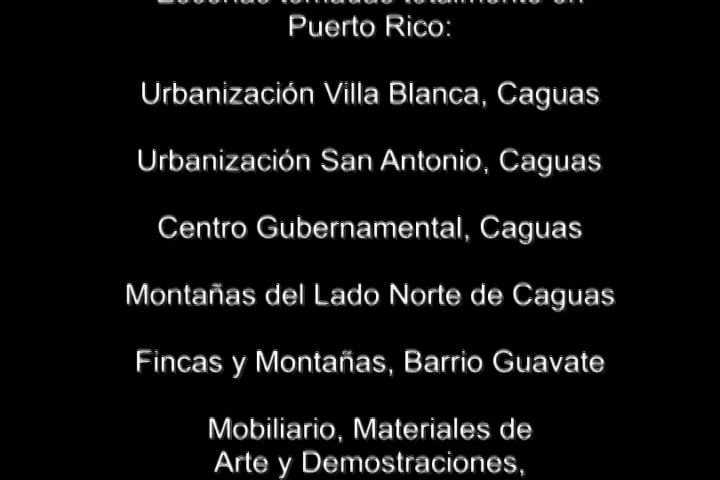 Puerto Rico:
Urbanización Villa Blanca, Caguas
Urbanización San Antonio, Caguas
Centro Gubernamental, Caguas
Montañas del Lado Norte de Caguas
Fincas y Montañas, Barrio Guavate
Mobiliario, Materiales de
Arte y Demostraciones,